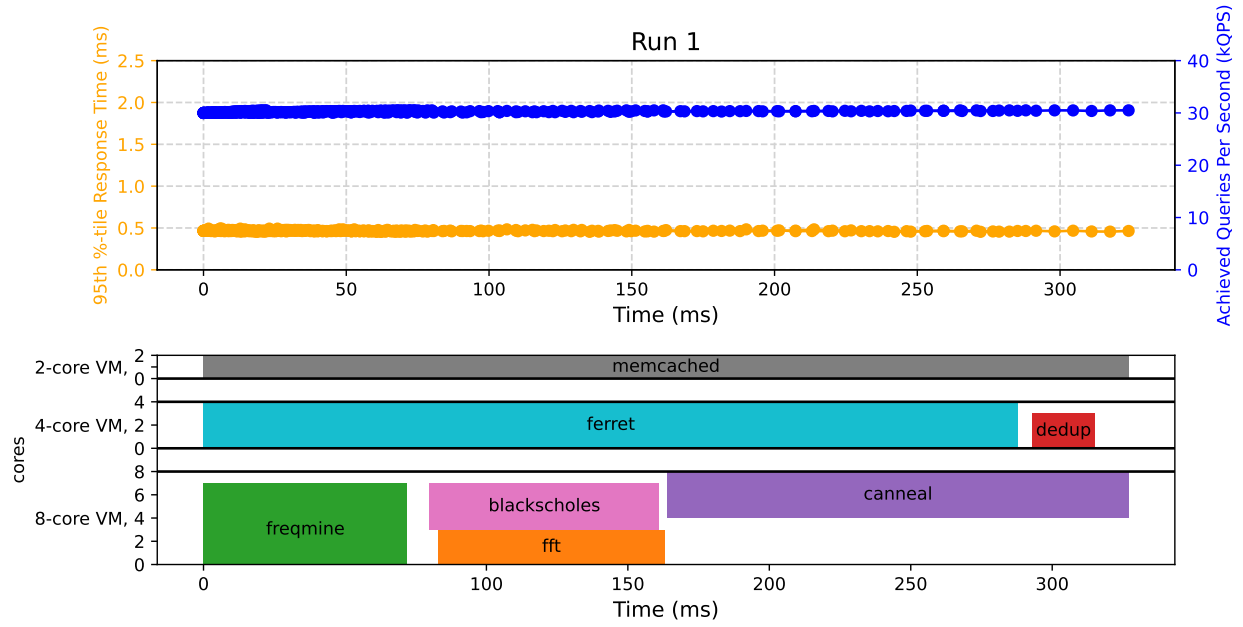 Run 1
95th %-tile Response Time (ms)
2.5
2.0
1.5
1.0
0.5
0.0
Achieved Queries Per Second (kQPS)
40
30
20
10
0
0 50 100 150 200 250 300
Time (ms)
cores
2-core VM, 2
0
memcached
4-core VM, 4
2
0
ferret
dedup
8-core VM, 8
6
4
2
0
canneal
blackscholes
freqmine
fft
0 100 150 200 250 300
Time (ms)